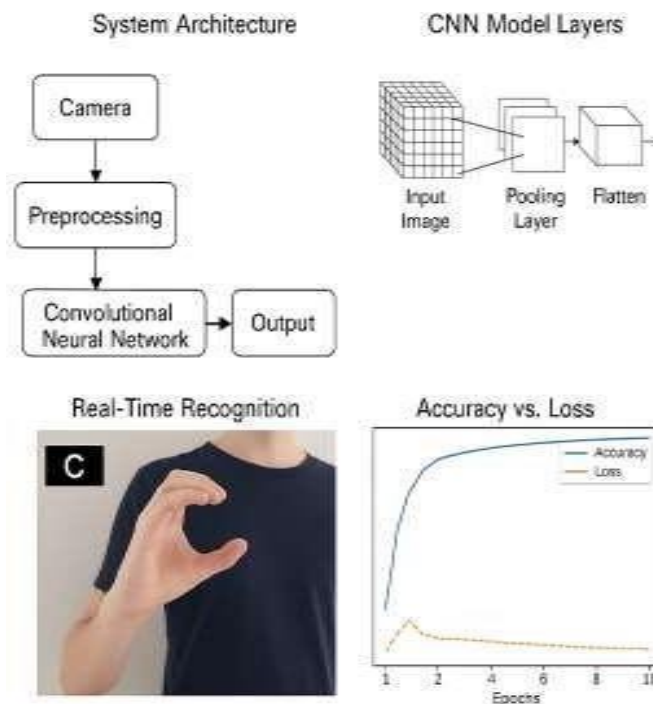 System Architecture
CNN Model Layers
Camera
Preprocessing
Convolutional
Neural Network
Output
Input
Image
Pooling
Layer
Flatten
Real-Time Recognition
C
Accuracy vs. Loss
Accuracy
Loss
1 2 4 6 8 10
Epochs